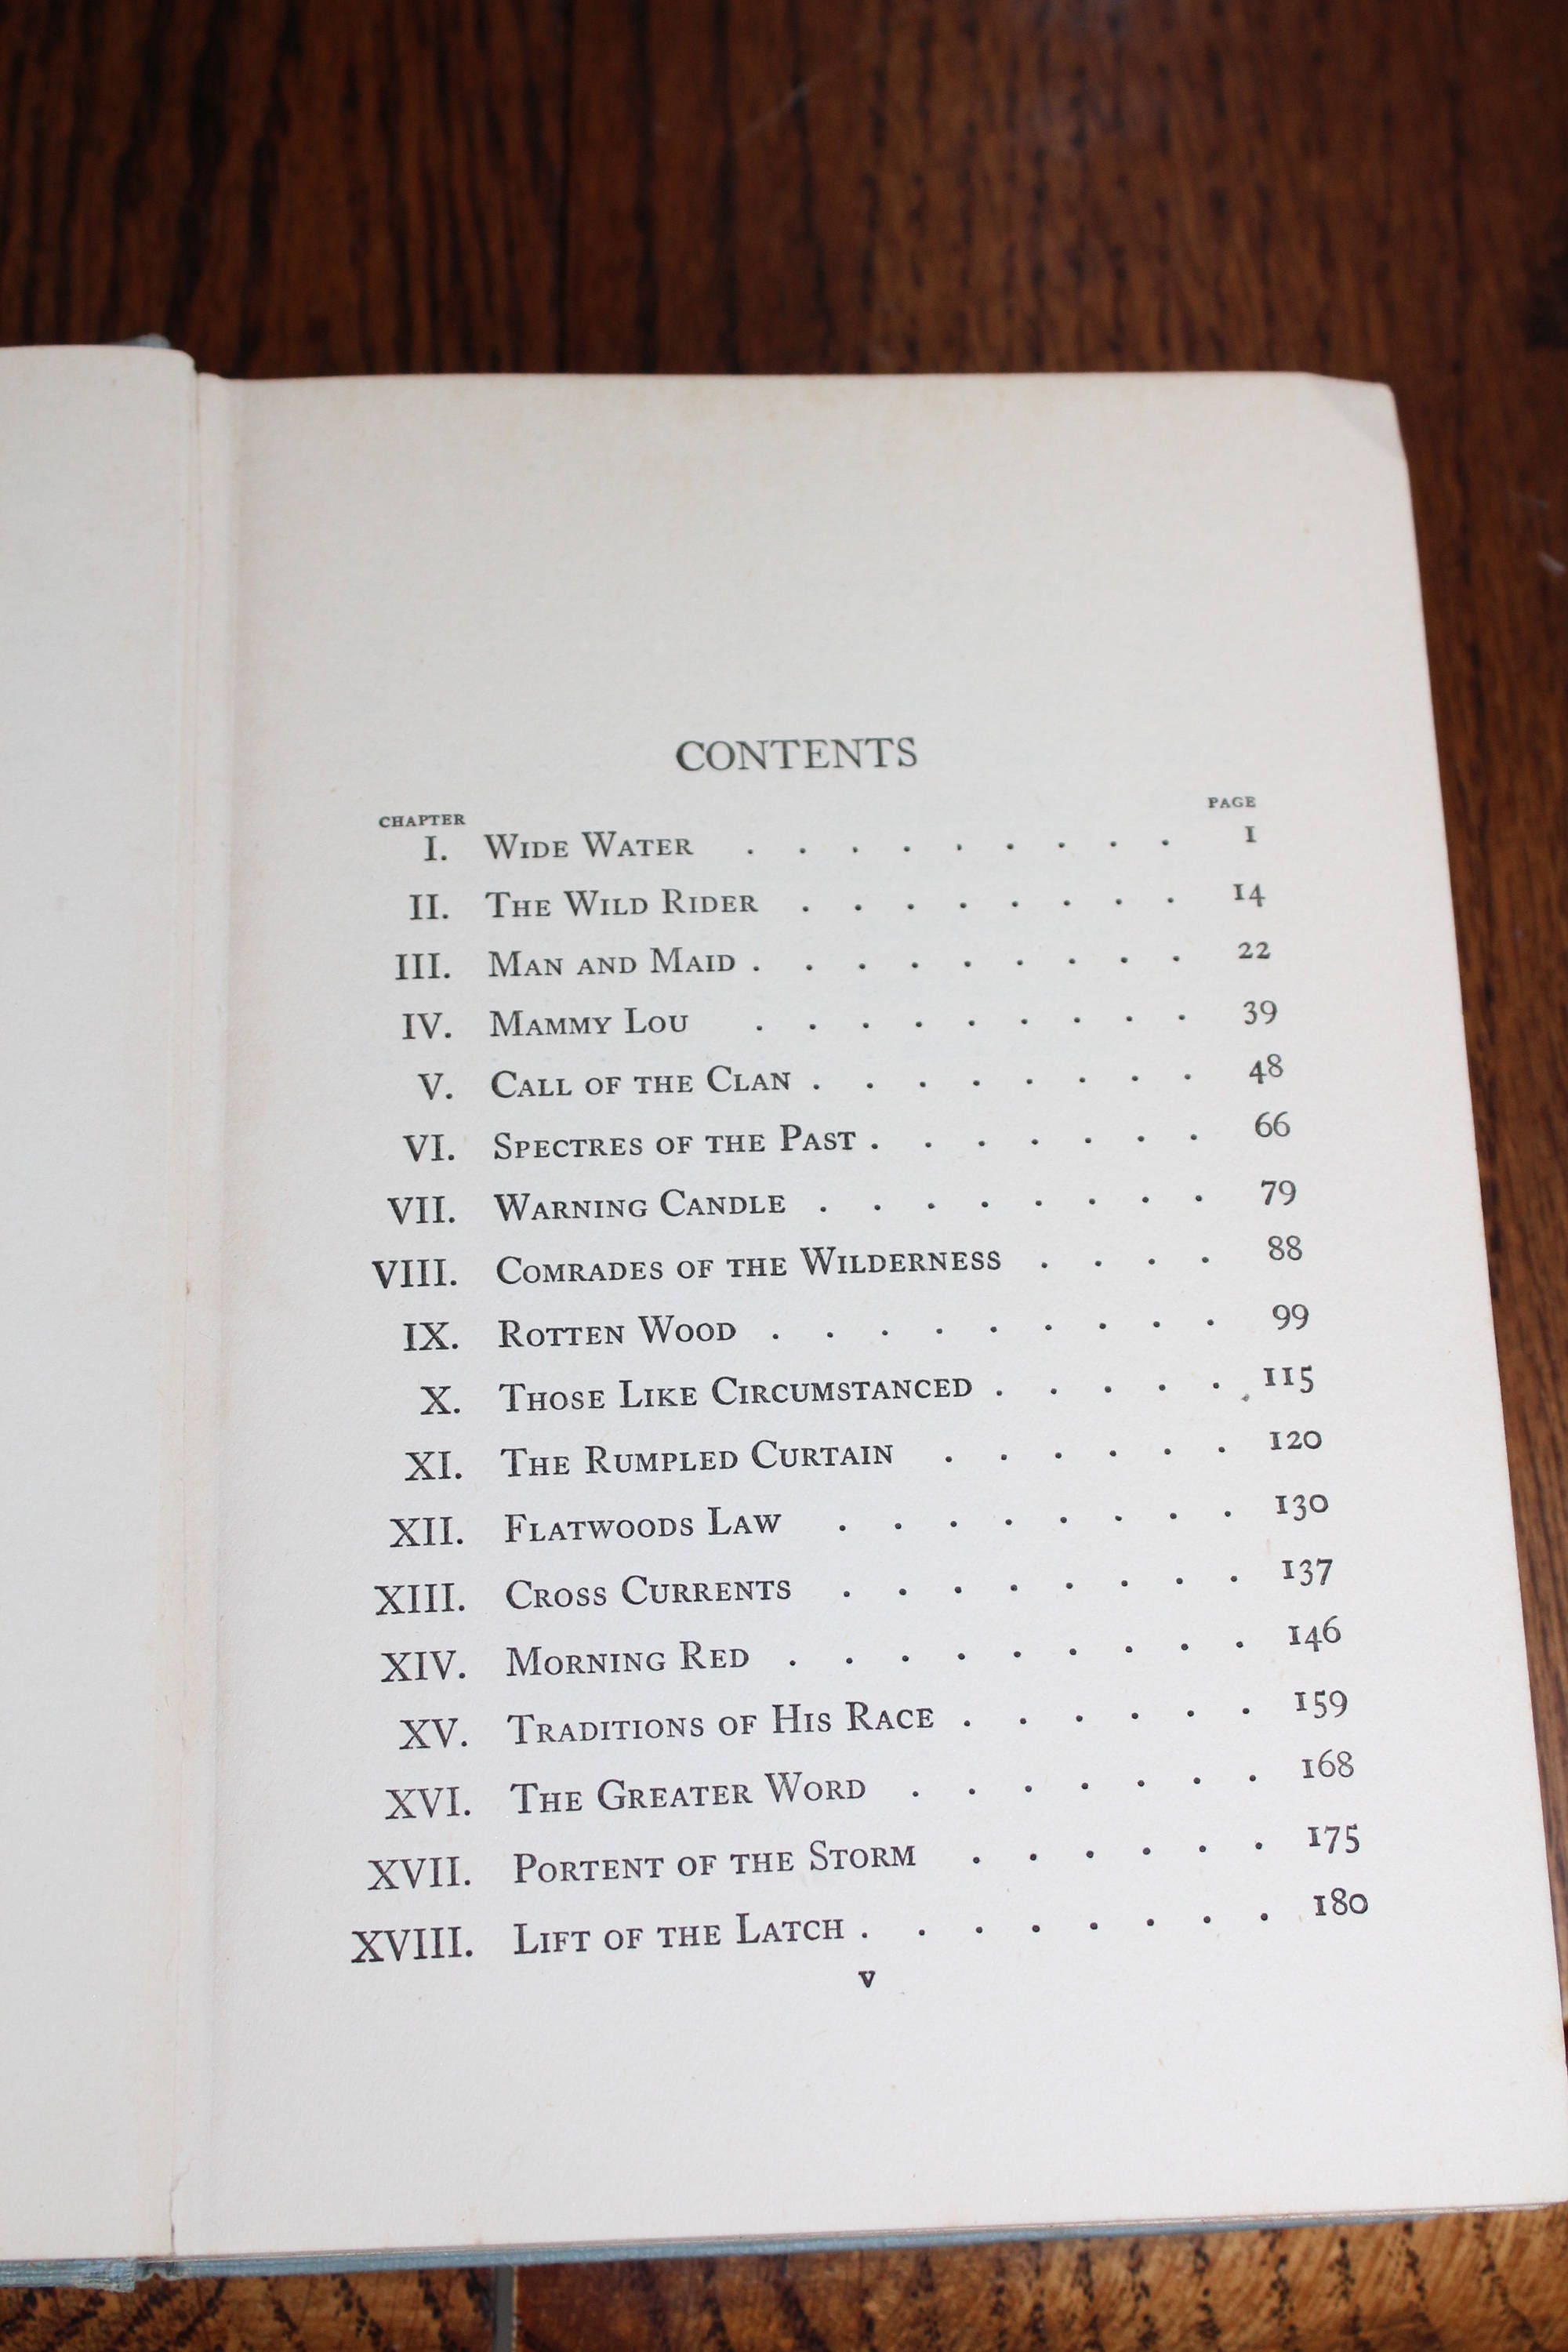 CONTENTS
CHAPTER PAGE
I. WIDE WATER . . . . . . . . . 1
II. THE WILD RIDER . . . . . . . . 14
III. MAN AND MAID . . . . . . . . . 22
IV. MAMMY LOU . . . . . . . . . 39
V. CALL OF THE CLAN . . . . . . . . 48
VI. SPECTRES OF THE PAST . . . . . . . 66
VII. WARNING CANDLE . . . . . . . . 79
VIII. COMRADES OF THE WILDERNESS . . . . 88
IX. ROTTEN WOOD . . . . . . . . . 99
X. THOSE LIKE CIRCUMSTANCED . . . . . 115
XI. THE RUMPLED CURTAIN . . . . . . 120
XII. FLATWOODS LAW . . . . . . . . 130
XIII. CROSS CURRENTS . . . . . . . . 137
XIV. MORNING RED . . . . . . . . . 146
XV. TRADITIONS OF HIS RACE . . . . . . 159
XVI. THE GREATER WORD . . . . . . . 168
XVII. PORTENT OF THE STORM . . . . . . 175
XVIII. LIFT OF THE LATCH . . . . . . . . 180
v